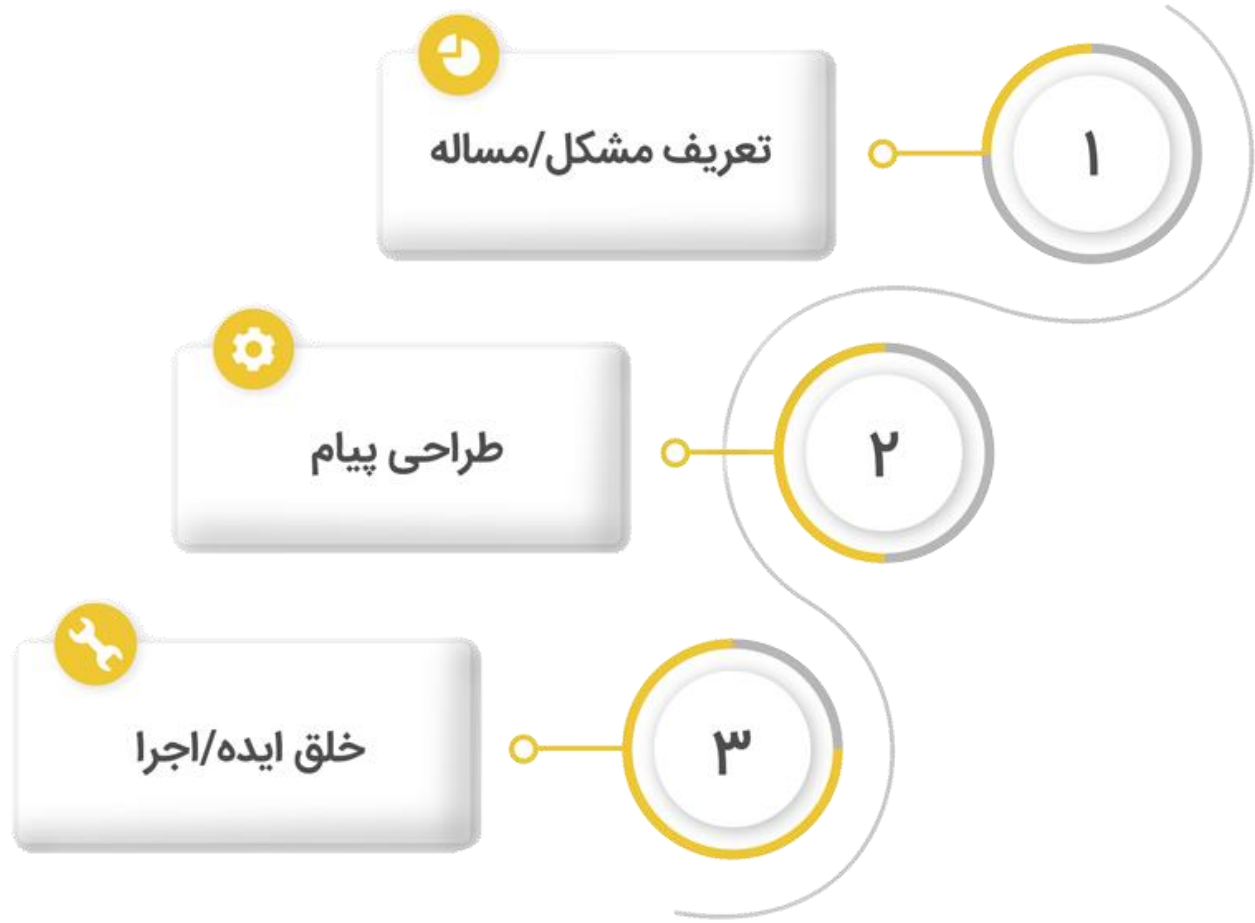 ۱
تعریف مشکل/مساله
۲
طراحی پیام
۳
خلق ایده/اجرا